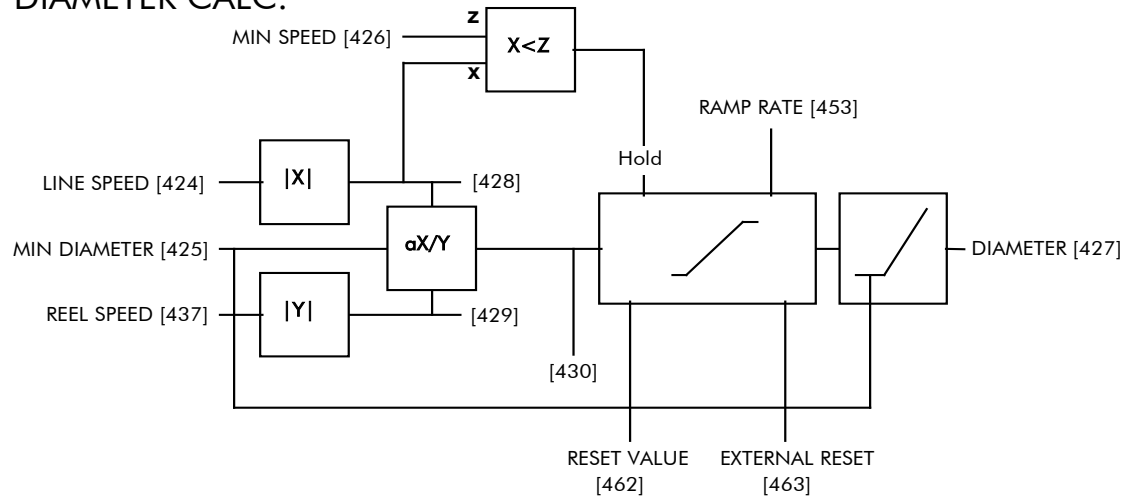 DIAMETER CALC.
MIN SPEED [426]
z
x
X<Z
RAMP RATE [453]
Hold
LINE SPEED [424]
|X|
[428]
MIN DIAMETER [425]
aX/Y
DIAMETER [427]
REEL SPEED [437]
|Y|
[429]
[430]
RESET VALUE
[462]
EXTERNAL RESET
[463]